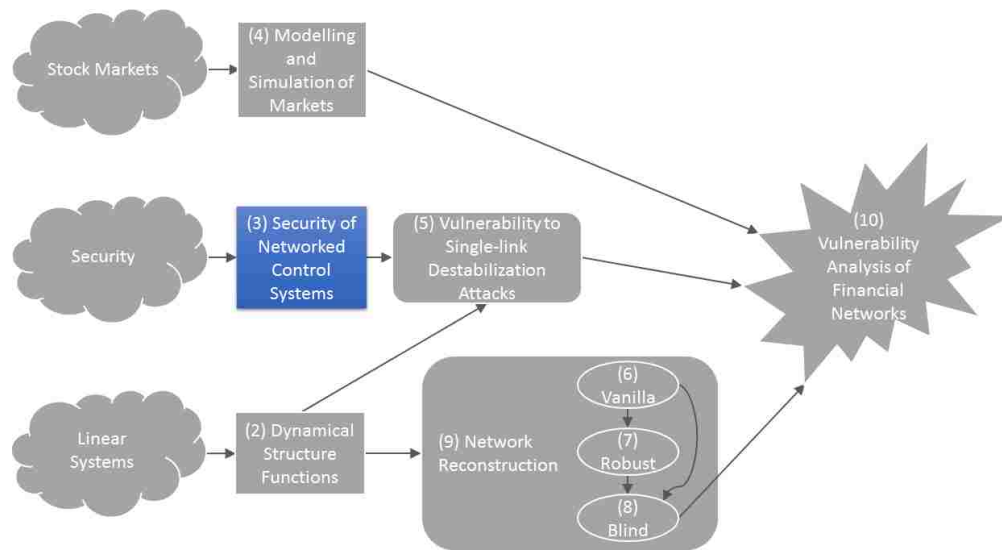 Stock Markets
(4) Modelling
and
Simulation of
Markets
Security
(3) Security of
Networked
Control
Systems
(5) Vulnerability to
Single-link
Destabilization
Attacks
(10)
Vulnerability
Analysis of
Financial
Networks
Linear
Systems
(2) Dynamical
Structure
Functions
(9) Network
Reconstruction
(6)
Vanilla
(7)
Robust
(8)
Blind